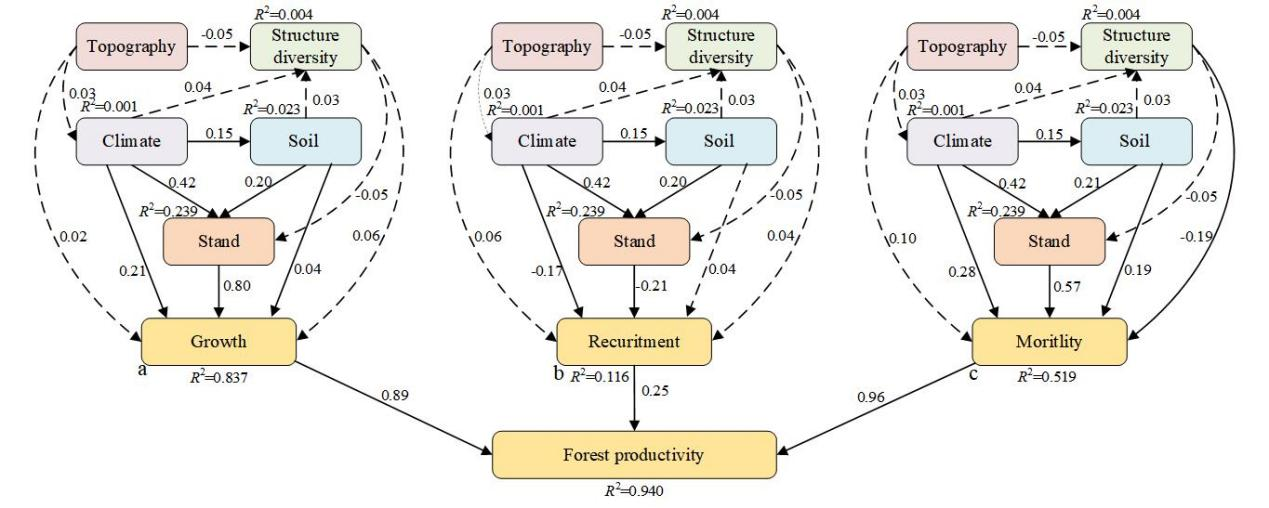 R²=0.004
Topography
-0.05
Structure
diversity
0.03
R²=0.001
0.04
R²=0.023
0.03
Climate
0.15
Soil
0.42
0.20
-0.05
R²=0.239
Stand
0.02
0.06
0.21
0.80
0.04
Growth
a
R²=0.837
R²=0.004
Topography
-0.05
Structure
diversity
0.03
R²=0.001
0.04
R²=0.023
0.03
Climate
0.15
Soil
0.42
0.20
-0.05
R²=0.239
Stand
0.06
0.04
-0.17
-0.21
0.04
Recuritment
b
R²=0.116
R²=0.004
Topography
-0.05
Structure
diversity
0.03
R²=0.001
0.04
R²=0.023
0.03
Climate
0.15
Soil
0.42
0.21
-0.05
R²=0.239
Stand
0.10
-0.19
0.28
0.57
0.19
Moritlity
c
R²=0.519
0.89
0.25
0.96
Forest productivity
R²=0.940